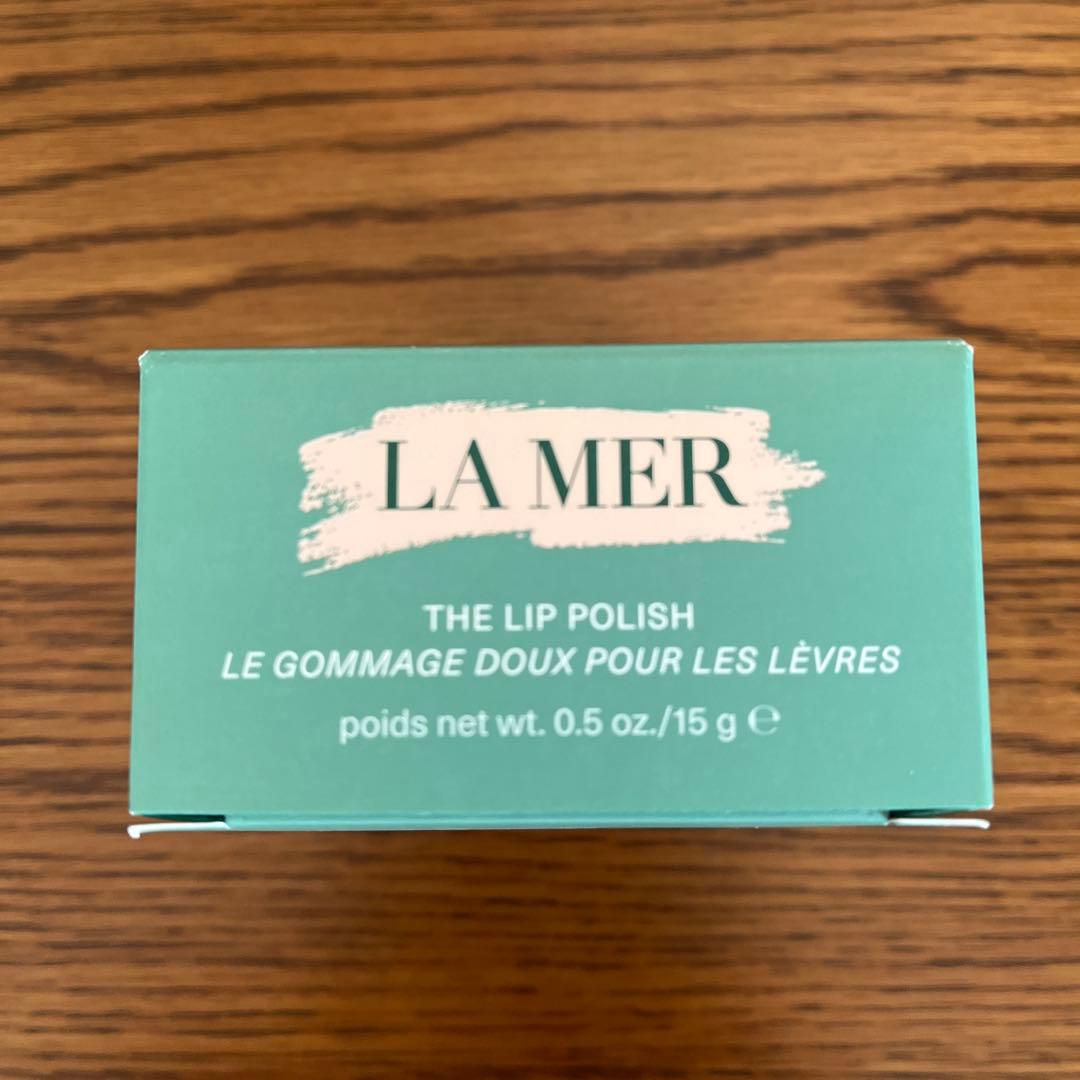 LA MER
THE LIP POLISH
LE GOMMAGE DOUX POUR LES LÈVRES
poids net wt. 0.5 oz./15 g ℮